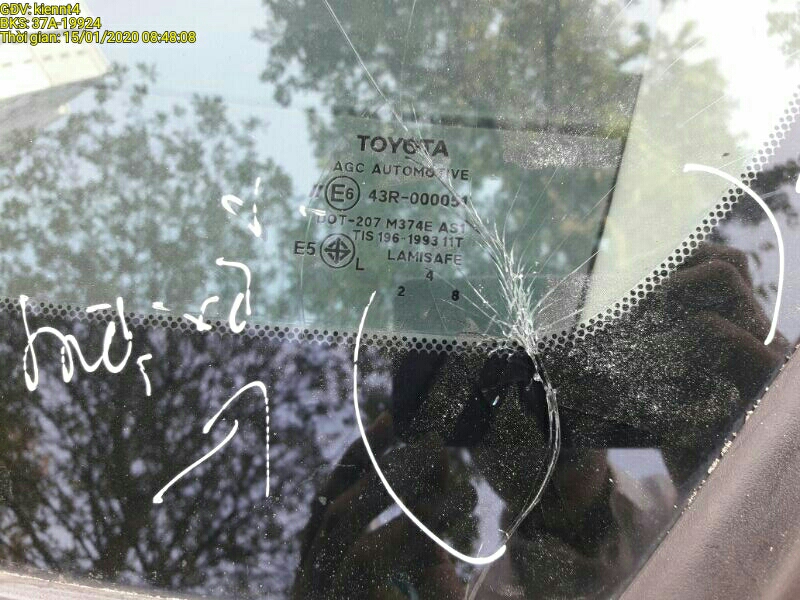 GDV: kiennt4
BKS: 37A-19924
Thời gian: 15/01/2020 08:48:08
TOYOTA
AGC AUTOMOTIVE
E6 43R-000051
DOT-207 M374E AS1
TIS 196-1993 11T
E5
L
LAMISAFE
4
2 8